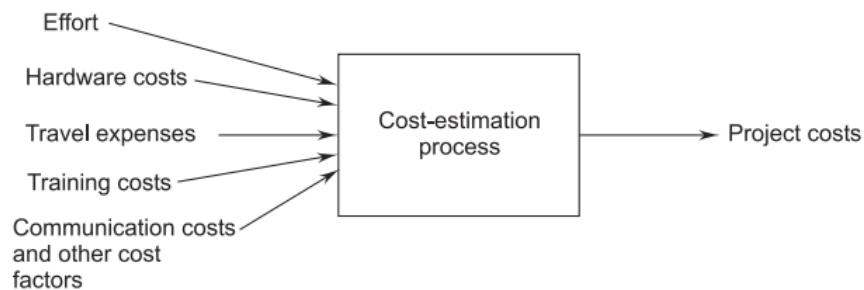 Effort
Hardware costs
Travel expenses
Training costs
Communication costs
and other cost
factors
Cost-estimation
process
Project costs